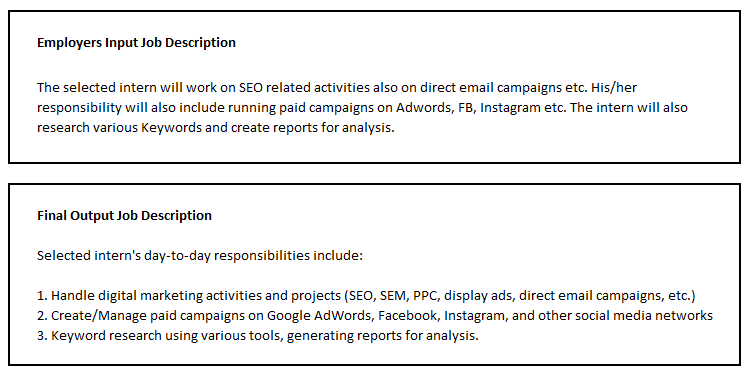 Employers Input Job Description
The selected intern will work on SEO related activities also on direct email campaigns etc. His/her
responsibility will also include running paid campaigns on Adwords, FB, Instagram etc. The intern will also
research various Keywords and create reports for analysis.
Final Output Job Description
Selected intern's day-to-day responsibilities include:
1. Handle digital marketing activities and projects (SEO, SEM, PPC, display ads, direct email campaigns, etc.)
2. Create/Manage paid campaigns on Google AdWords, Facebook, Instagram, and other social media networks
3. Keyword research using various tools, generating reports for analysis.